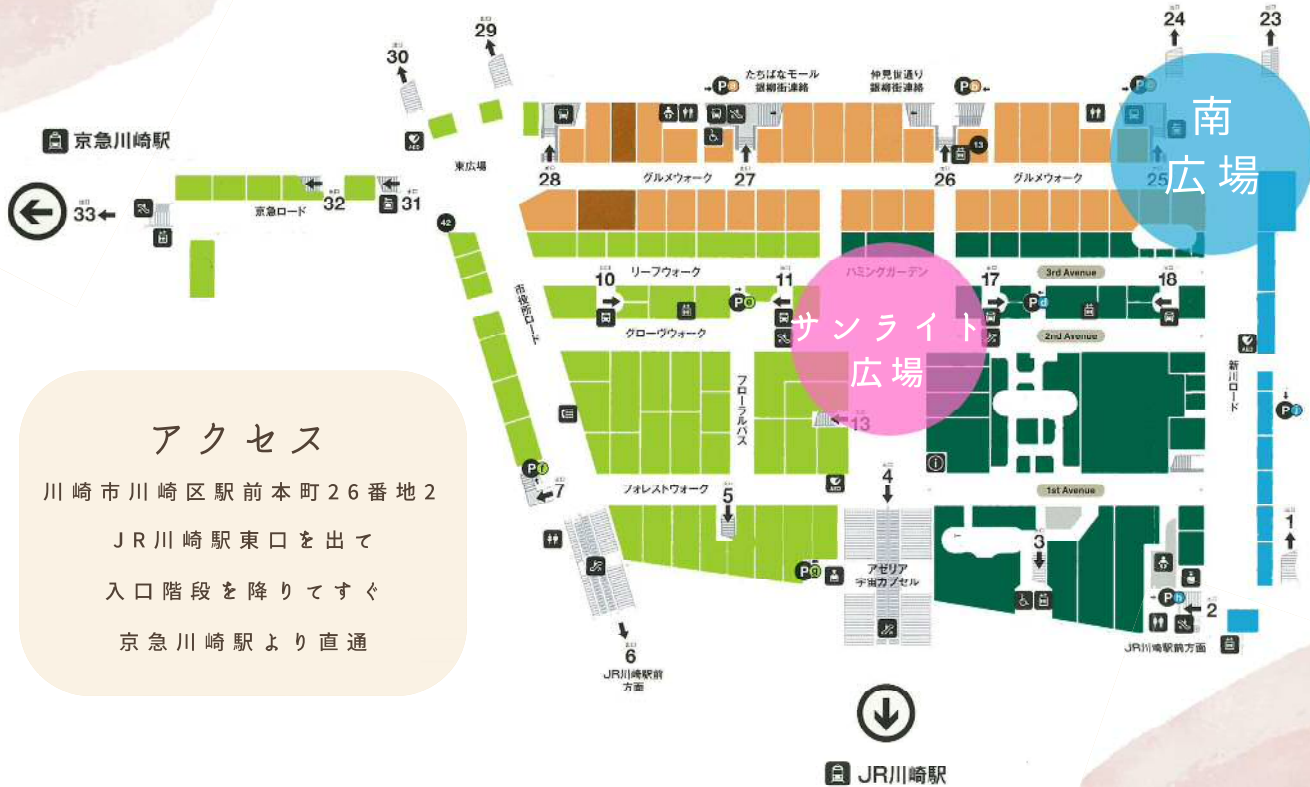 24
23
29
30
たちばなモール
銀柳街連絡
仲見世通り
銀柳街連絡
南
広場
京急川崎駅
AED
東広場
13
28
グルメウォーク
27
26
グルメウォーク
25
33
京急ロード
32
31
42
リーフウォーク
ハミングガーデン
3rd Avenue
10
11
17
18
市役所ロード
グローヴウォーク
サンライト
広場
2nd Avenue
AED
新川ロード
フローラルパス
13
アクセス
川崎市川崎区駅前本町26番地2
JR川崎駅東口を出て
入口階段を降りてすぐ
京急川崎駅より直通
P f
7
フォレストウォーク
5
AED
4
1st Avenue
1
3
P g
アゼリア
宇宙カプセル
P h
2
6
JR川崎駅前
方面
JR川崎駅前方面
JR川崎駅